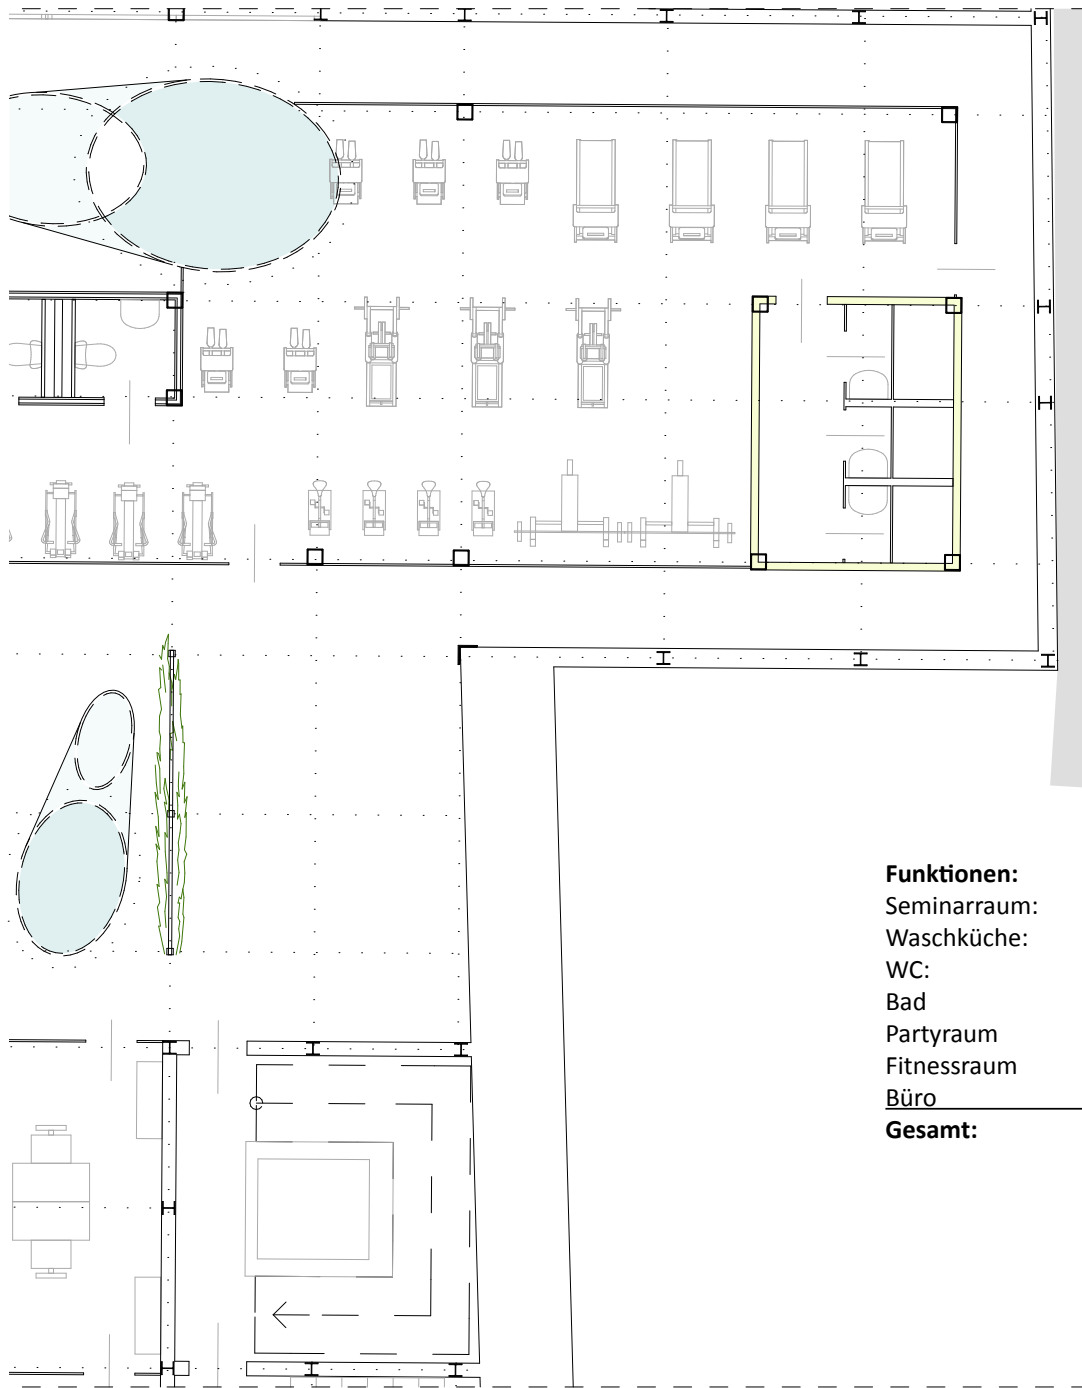 Funktionen:
Seminarraum:
Waschküche:
WC:
Bad
Partyraum
Fitnessraum
Büro
Gesamt: